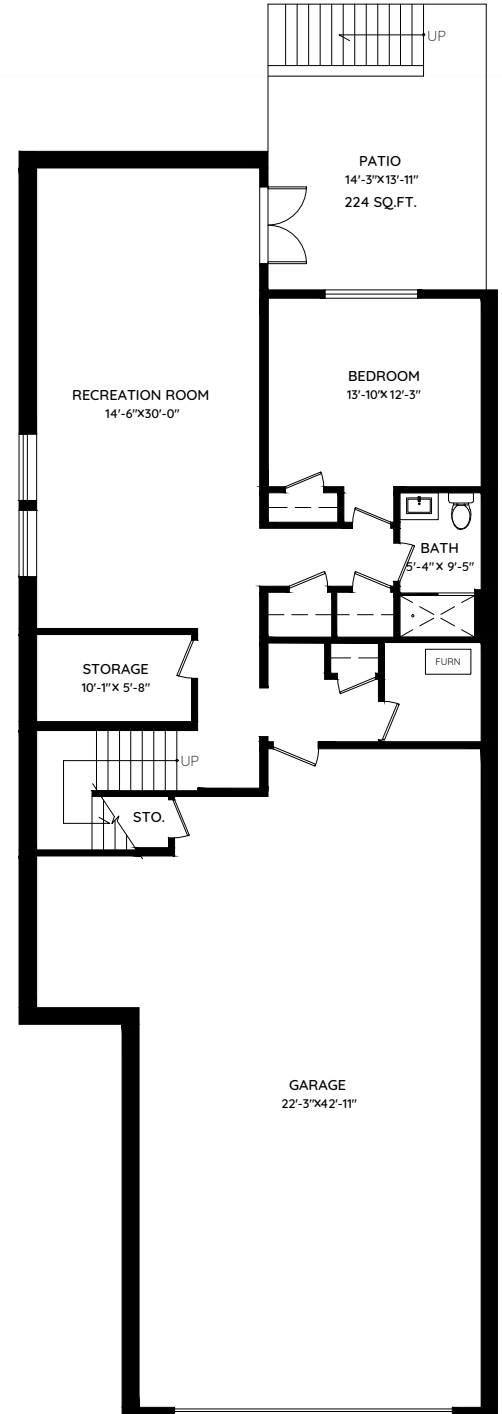 UP
PATIO
14'-3"X13'-11"
224 SQ.FT.
BEDROOM
13'-10"X 12'-3"
RECREATION ROOM
14'-6"X30'-0"
BATH
5'-4" X 9'-5"
STORAGE
10'-1"X 5'-8"
FURN
UP
STO.
GARAGE
22'-3"X42'-11"